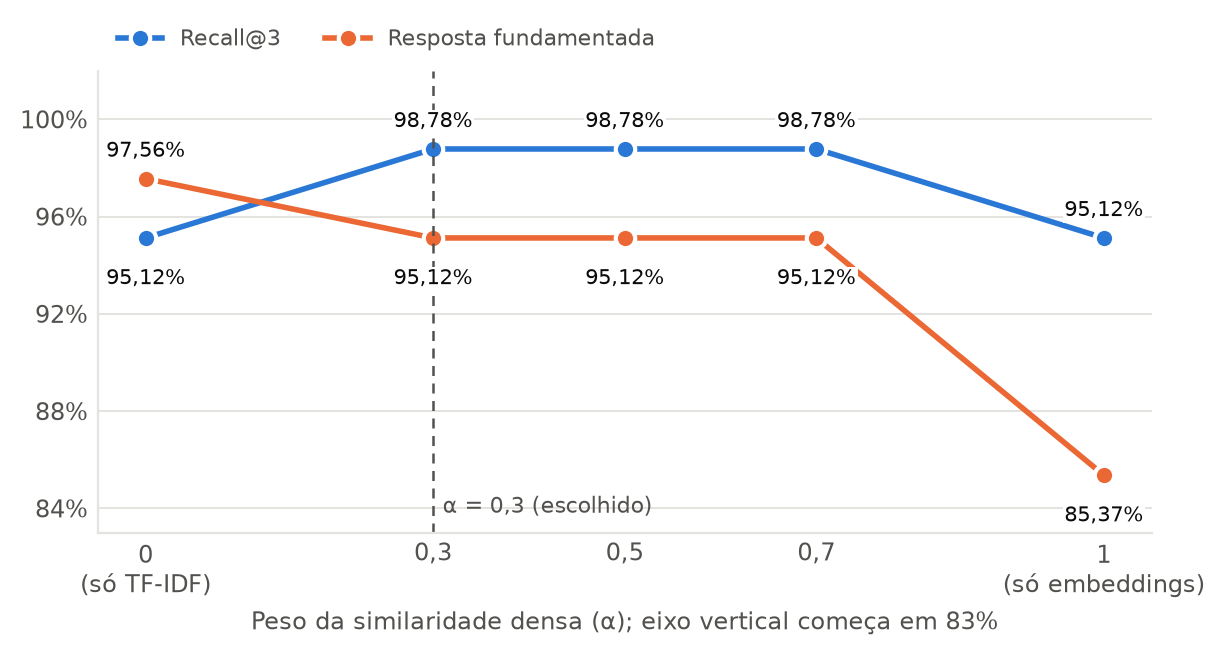 Recall@3 Resposta fundamentada
100%
98,78% 98,78% 98,78%
97,56%
96%
95,12%
95,12% 95,12% 95,12% 95,12%
92%
88%
84%
α = 0,3 (escolhido)
85,37%
0 0,3 0,5 0,7 1
(só TF-IDF) (só embeddings)
Peso da similaridade densa (α); eixo vertical começa em 83%